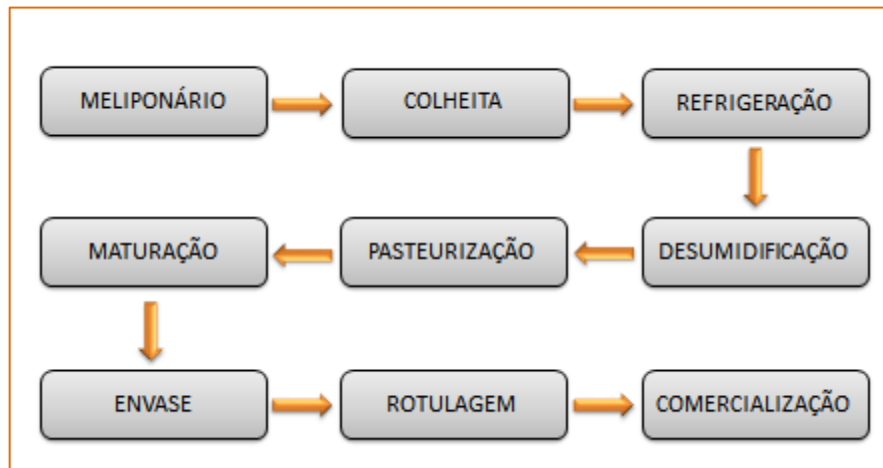 MELIPONÁRIO
COLHEITA
REFRIGERAÇÃO
DESUMIDIFICAÇÃO
PASTEURIZAÇÃO
MATURAÇÃO
ENVASE
ROTULAGEM
COMERCIALIZAÇÃO